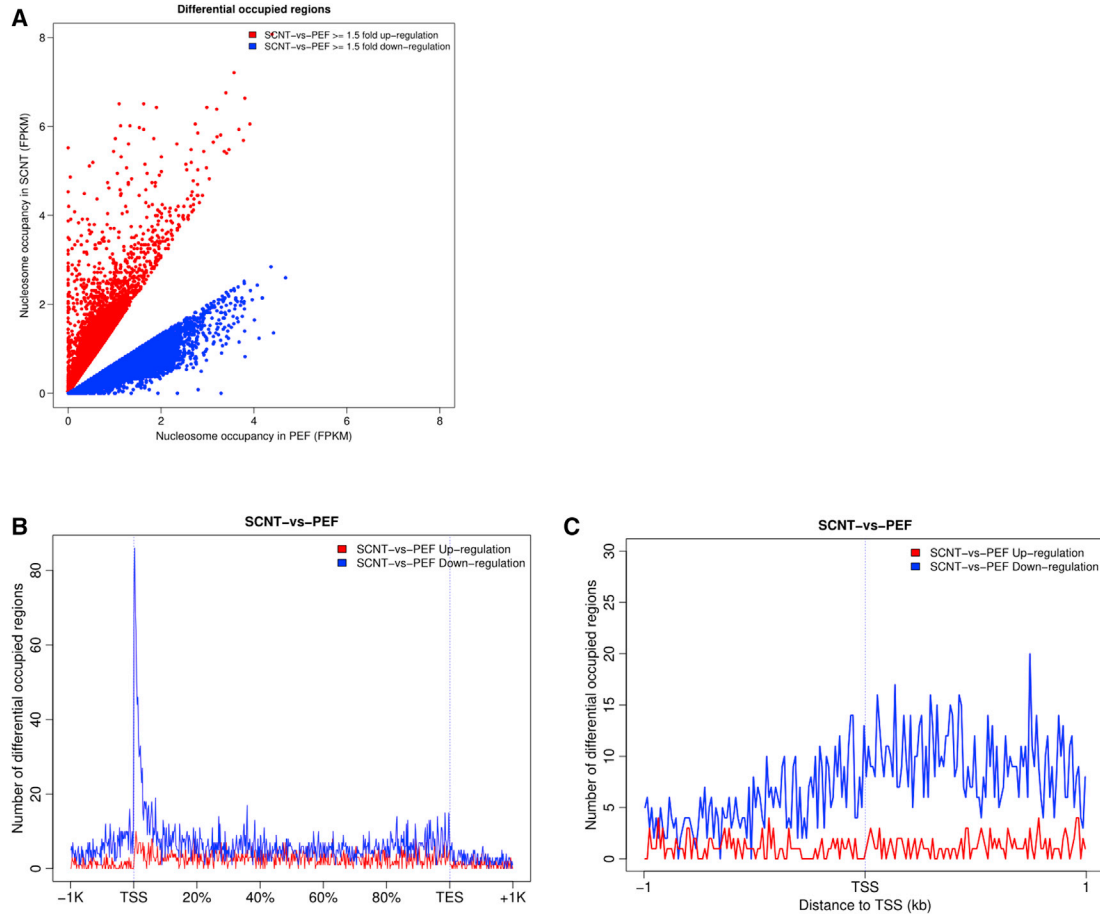 A
Differential occupied regions
SCNT-vs-PEF >= 1.5 fold up-regulation
SCNT-vs-PEF >= 1.5 fold down-regulation
Nucleosome occupancy in SCNT (FPKM)
8
6
4
2
0
0 2 4 6 8
Nucleosome occupancy in PEF (FPKM)
B
SCNT-vs-PEF
SCNT-vs-PEF Up-regulation
SCNT-vs-PEF Down-regulation
Number of differential occupied regions
80
60
40
20
0
-1K TSS 20% 40% 60% 80% TES +1K
C
SCNT-vs-PEF
SCNT-vs-PEF Up-regulation
SCNT-vs-PEF Down-regulation
Number of differential occupied regions
30
25
20
15
10
5
0
-1 TSS 1
Distance to TSS (kb)